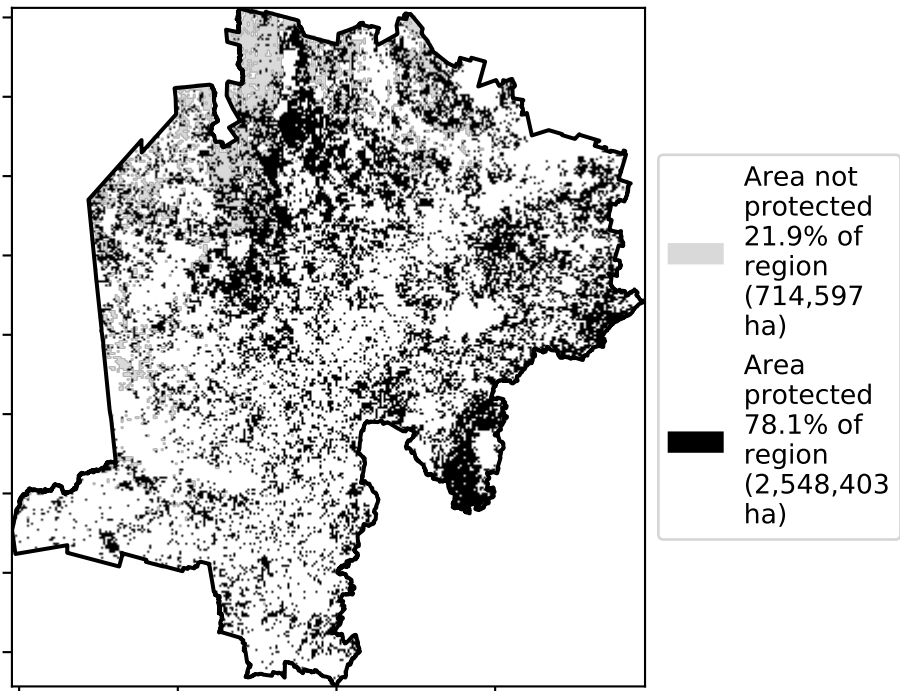 Area not
protected
21.9% of
region
(714,597
ha)
Area
protected
78.1% of
region
(2,548,403
ha)